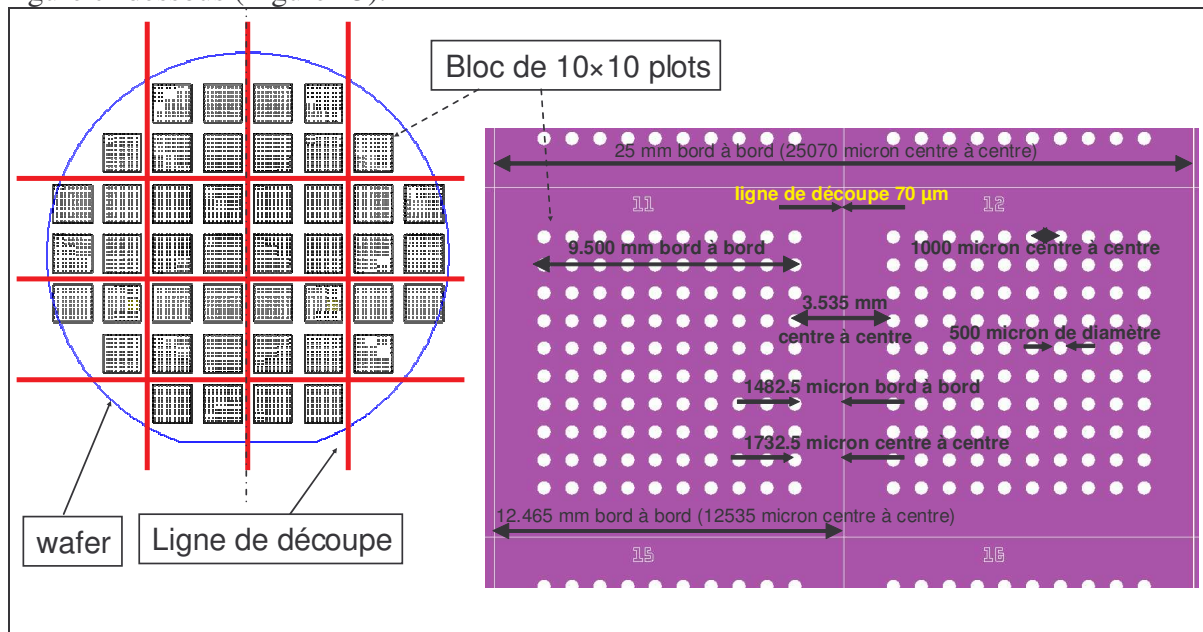 Bloc de 10×10 plots
25 mm bord à bord (25070 micron centre à centre)
ligne de découpe 70 µm
11
12
9.500 mm bord à bord
1000 micron centre à centre
3.535 mm
centre à centre
500 micron de diamètre
1482.5 micron bord à bord
1732.5 micron centre à centre
12.465 mm bord à bord (12535 micron centre à centre)
15
16
wafer
Ligne de découpe